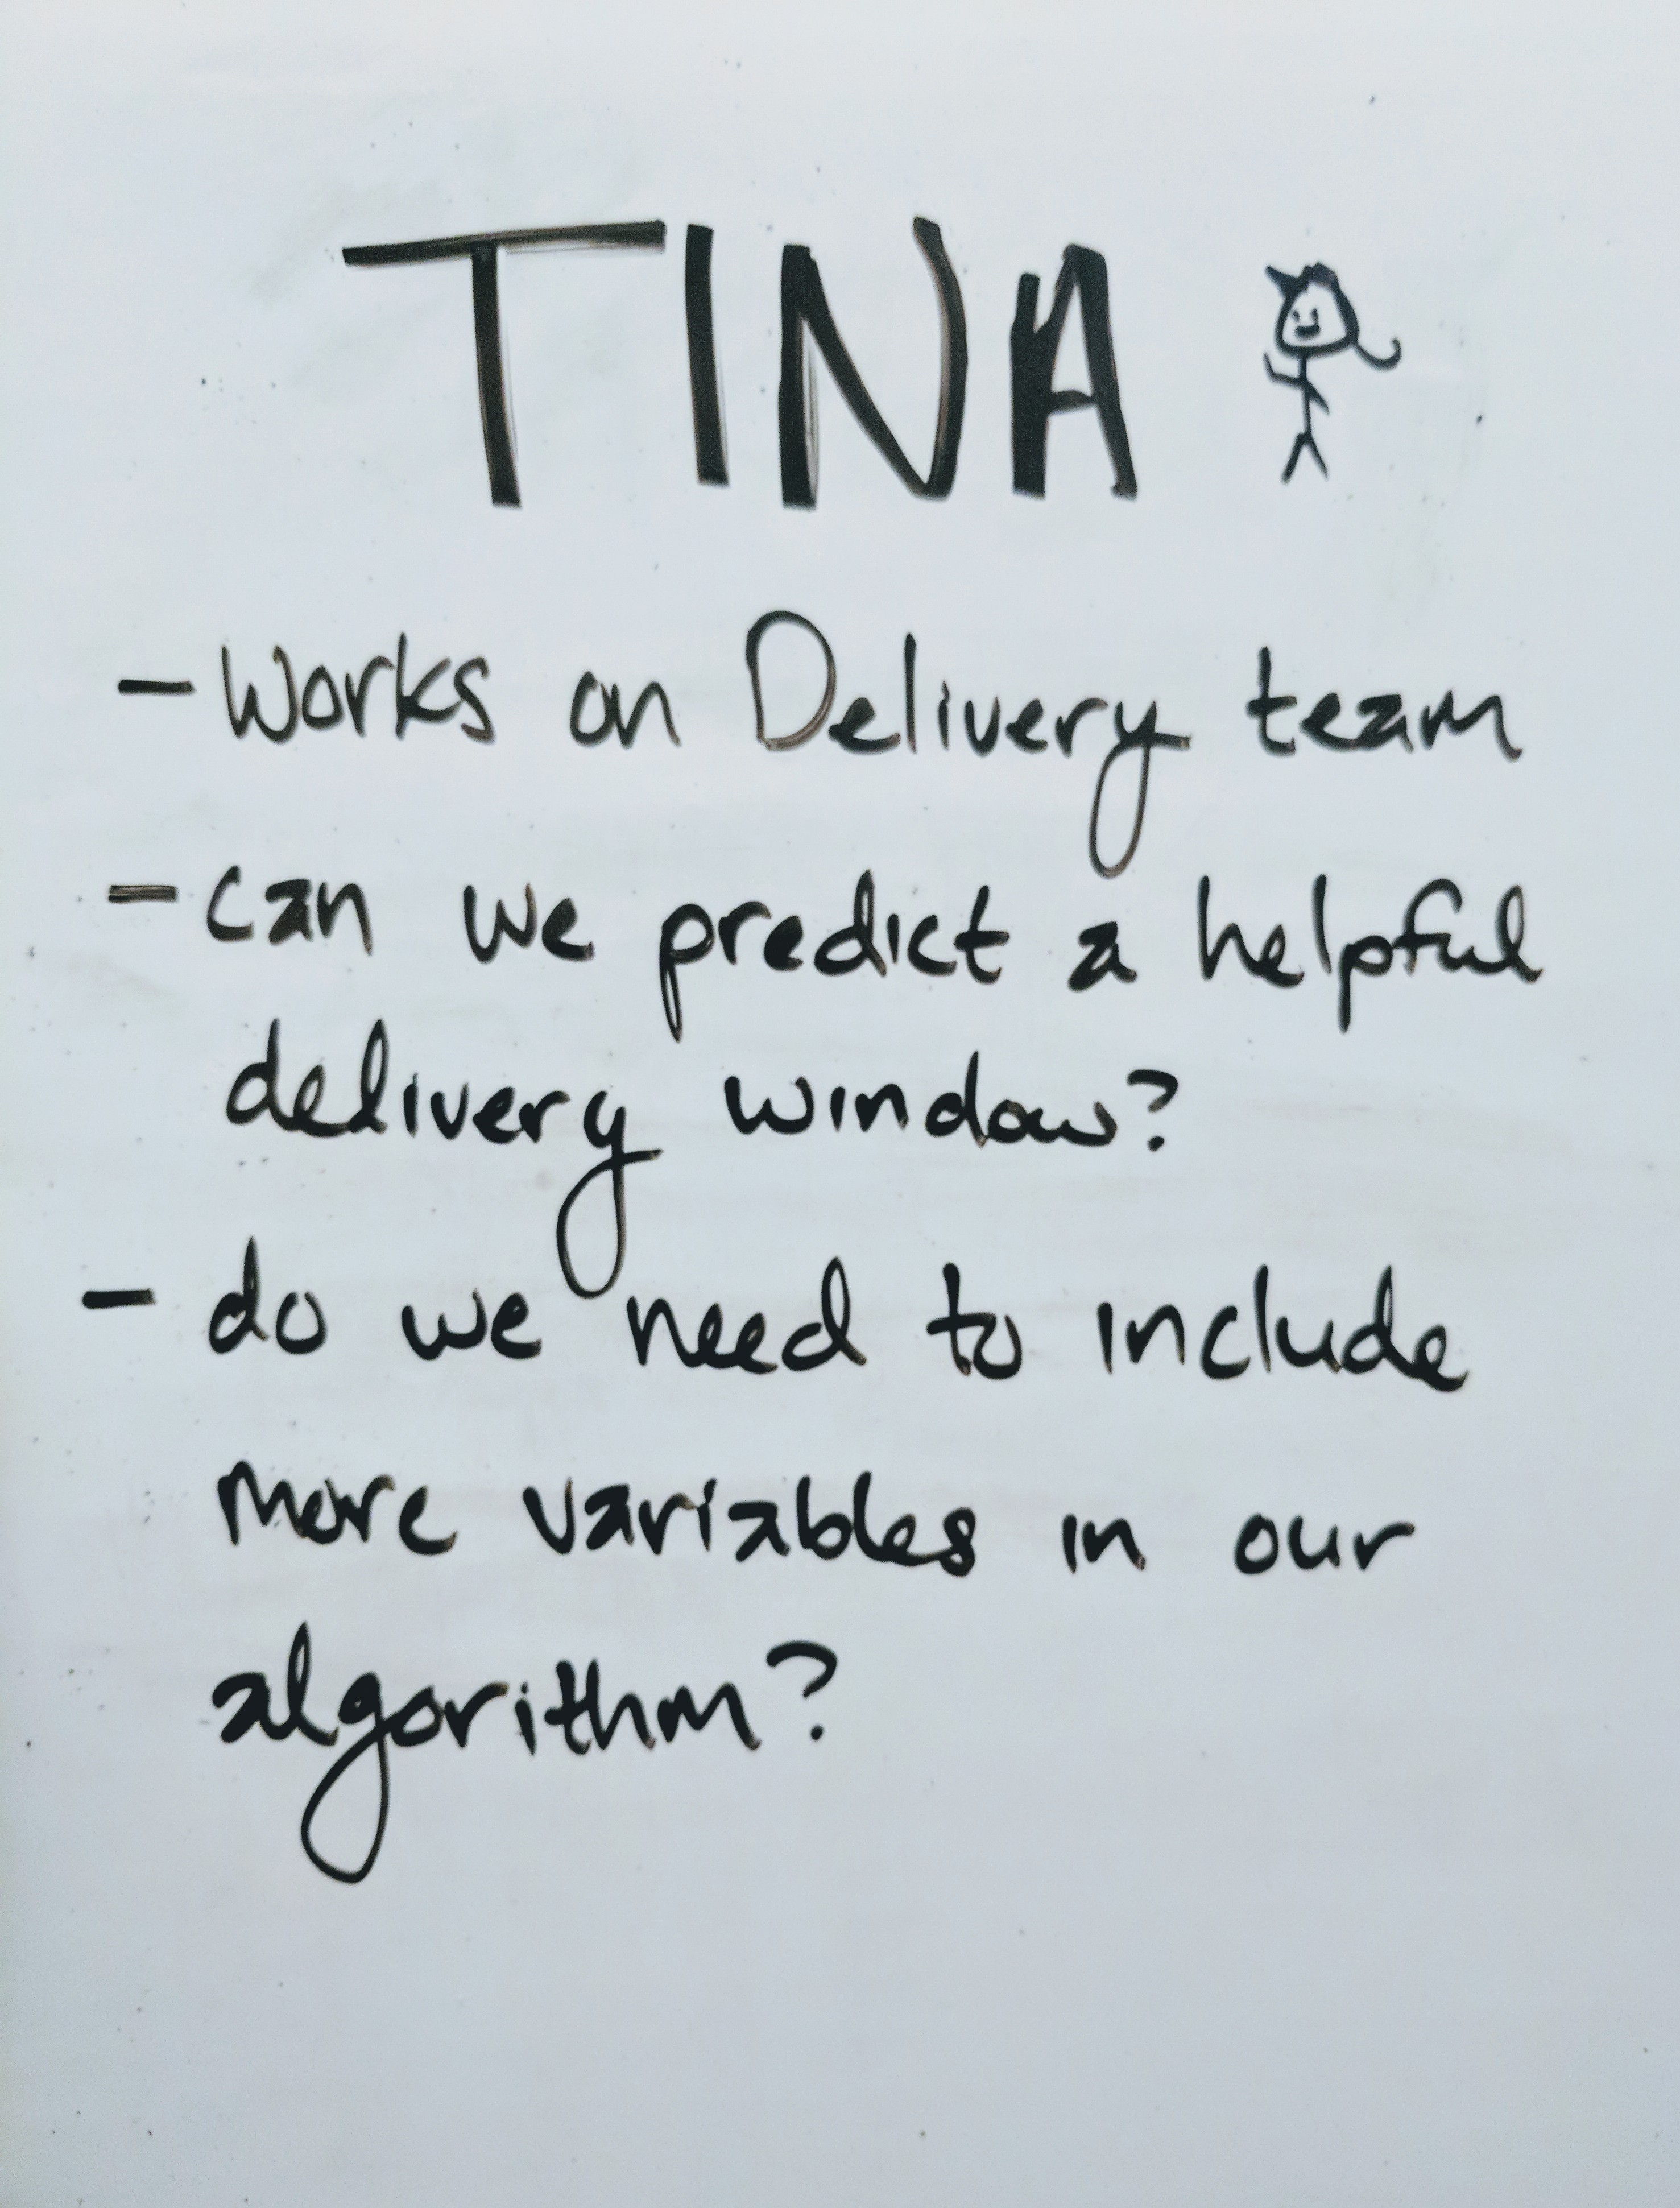 TINA
- Works on Delivery team
- can we predict a helpful
delivery window?
- do we need to include
more variables in our
algorithm?